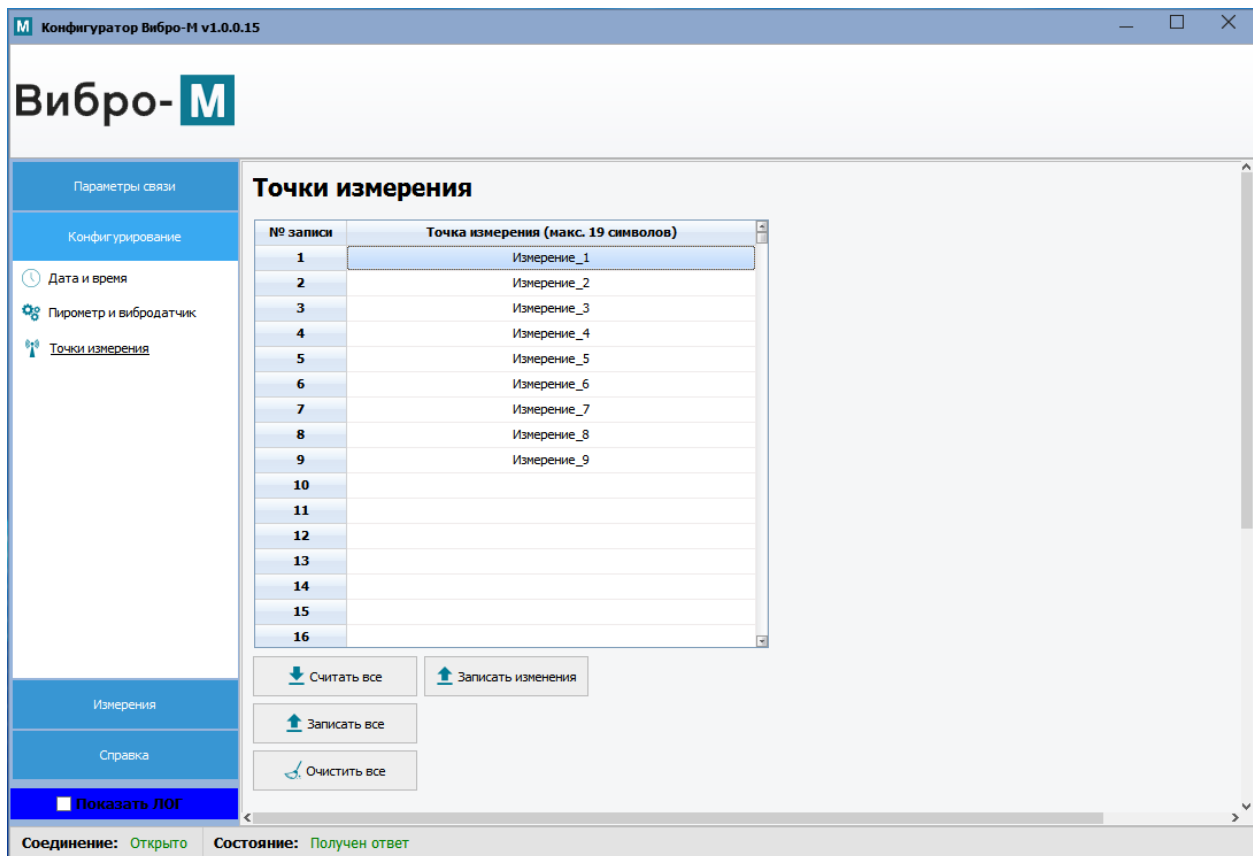 М Конфигуратор Вибро-М v1.0.0.15
Вибро- М
Параметры связи
Конфигурирование
Дата и время
Пирометр и вибродатчик
Точки измерения
Измерения
Справка
Показать ЛОГ
Точки измерения
№ записи Точка измерения (макс. 19 символов)
1 Измерение_1
2 Измерение_2
3 Измерение_3
4 Измерение_4
5 Измерение_5
6 Измерение_6
7 Измерение_7
8 Измерение_8
9 Измерение_9
10
11
12
13
14
15
16
Считать все Записать изменения
Записать все
Очистить все
Соединение: Открыто Состояние: Получен ответ